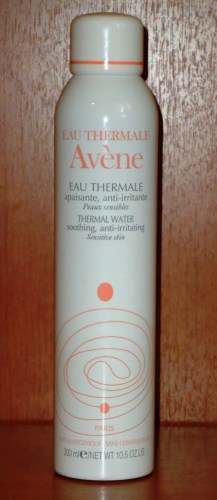 EAU THERMALE
Avène
EAU THERMALE
apaisante, anti-irritante
Peaux sensibles
THERMAL WATER
soothing, anti-irritating
Sensitive skin
PARIS
300 ml e/NET WT 10.5 OZ.US